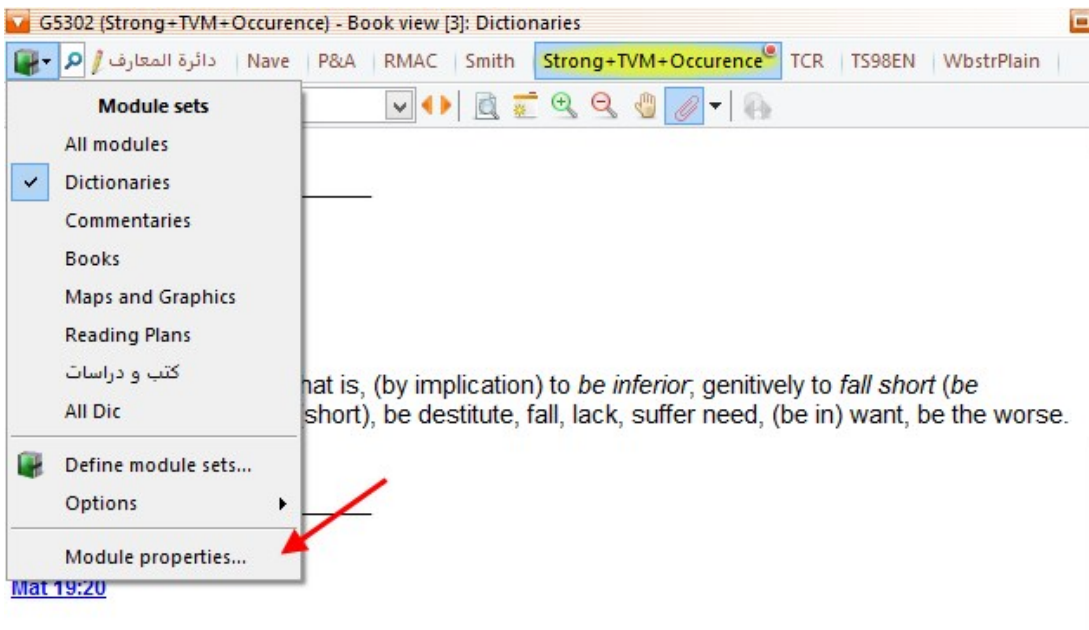 G5302 (Strong+TVM+Occurence) - Book view [3]: Dictionaries
دائرة المعارف Nave P&A RMAC Smith Strong+TVM+Occurence TCR TS98EN WbstrPlain
Module sets
All modules
Dictionaries
Commentaries
Books
Maps and Graphics
Reading Plans
كتب و دراسات
hat is, (by implication) to be inferior; genitively to fall short (be
All Dic
short), be destitute, fall, lack, suffer need, (be in) want, be the worse.
Define module sets...
Options
Module properties...
Mat 19:20